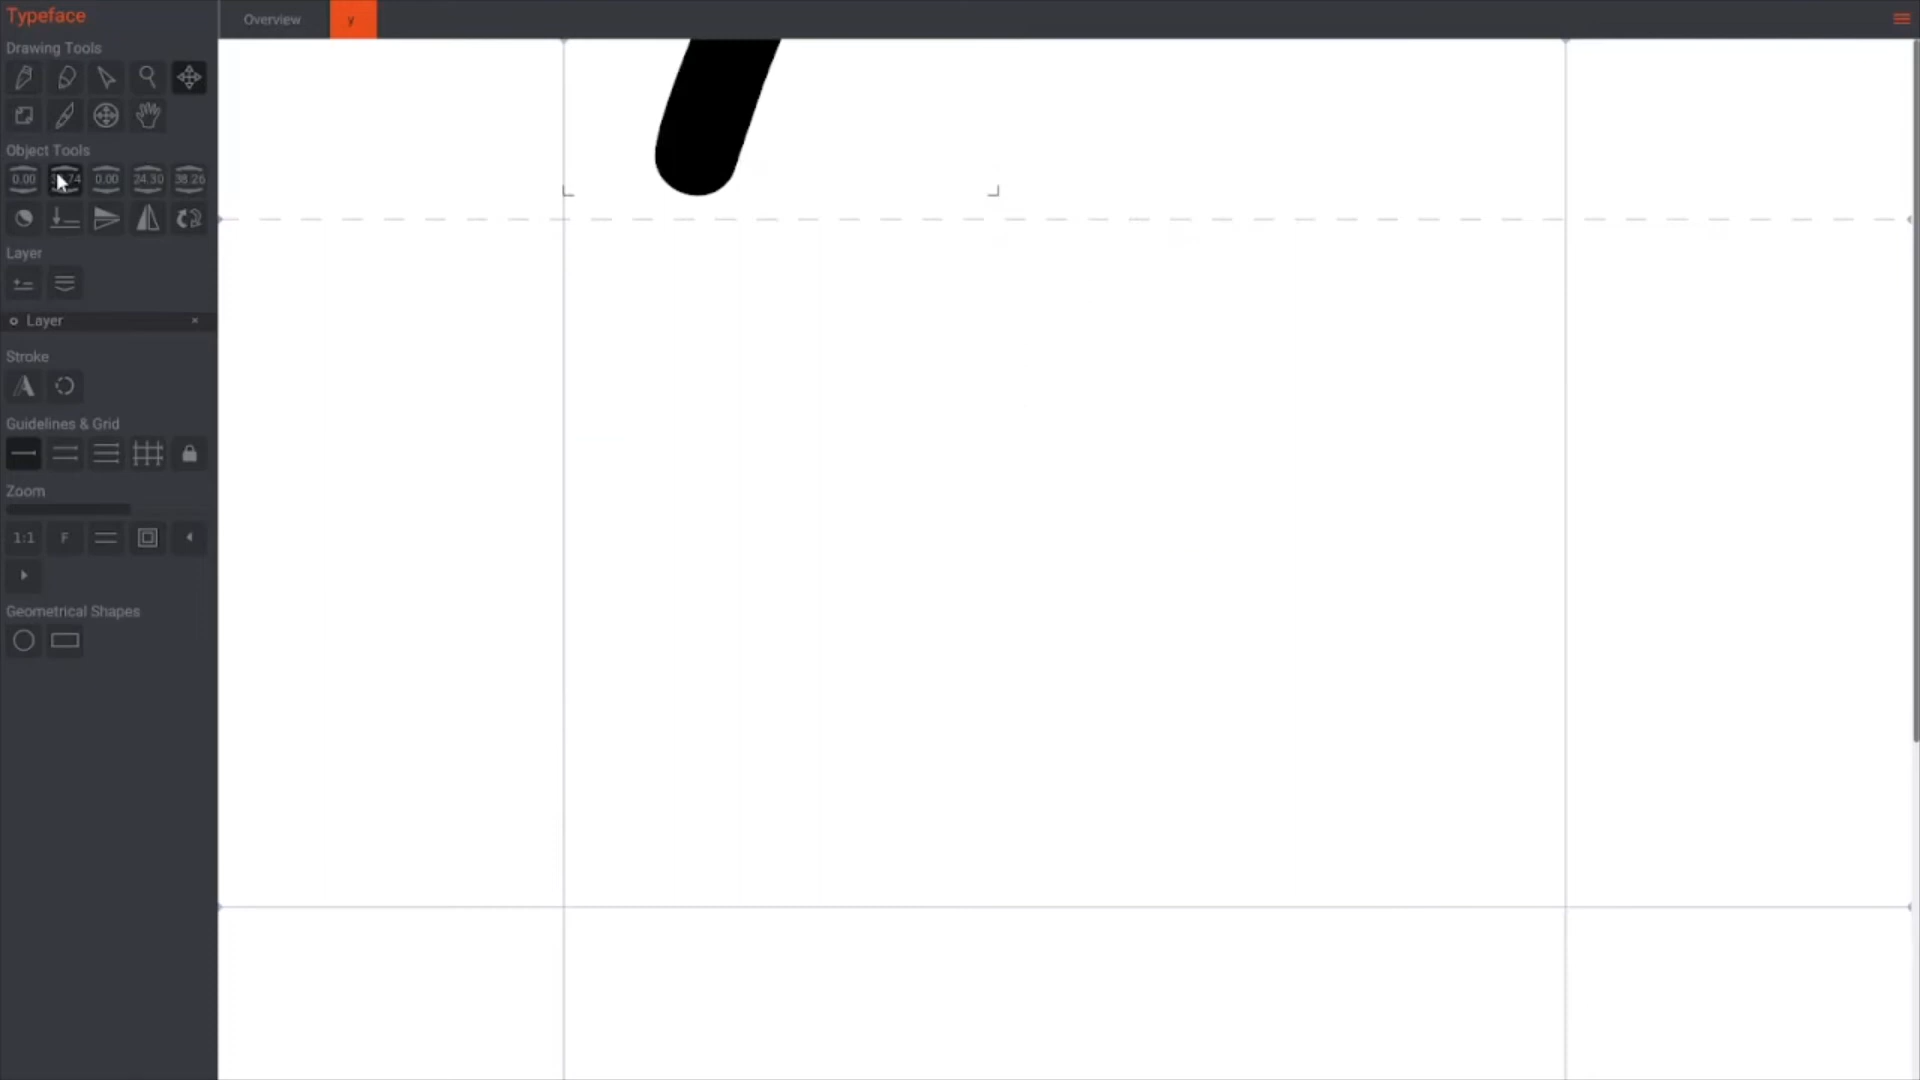 Typeface
Overview
y
Drawing Tools
Object Tools
0.00
0.00
24.30
38.26
Layer
Layer
×
Stroke
A
Guidelines & Grid
Zoom
1:1
F
Geometrical Shapes